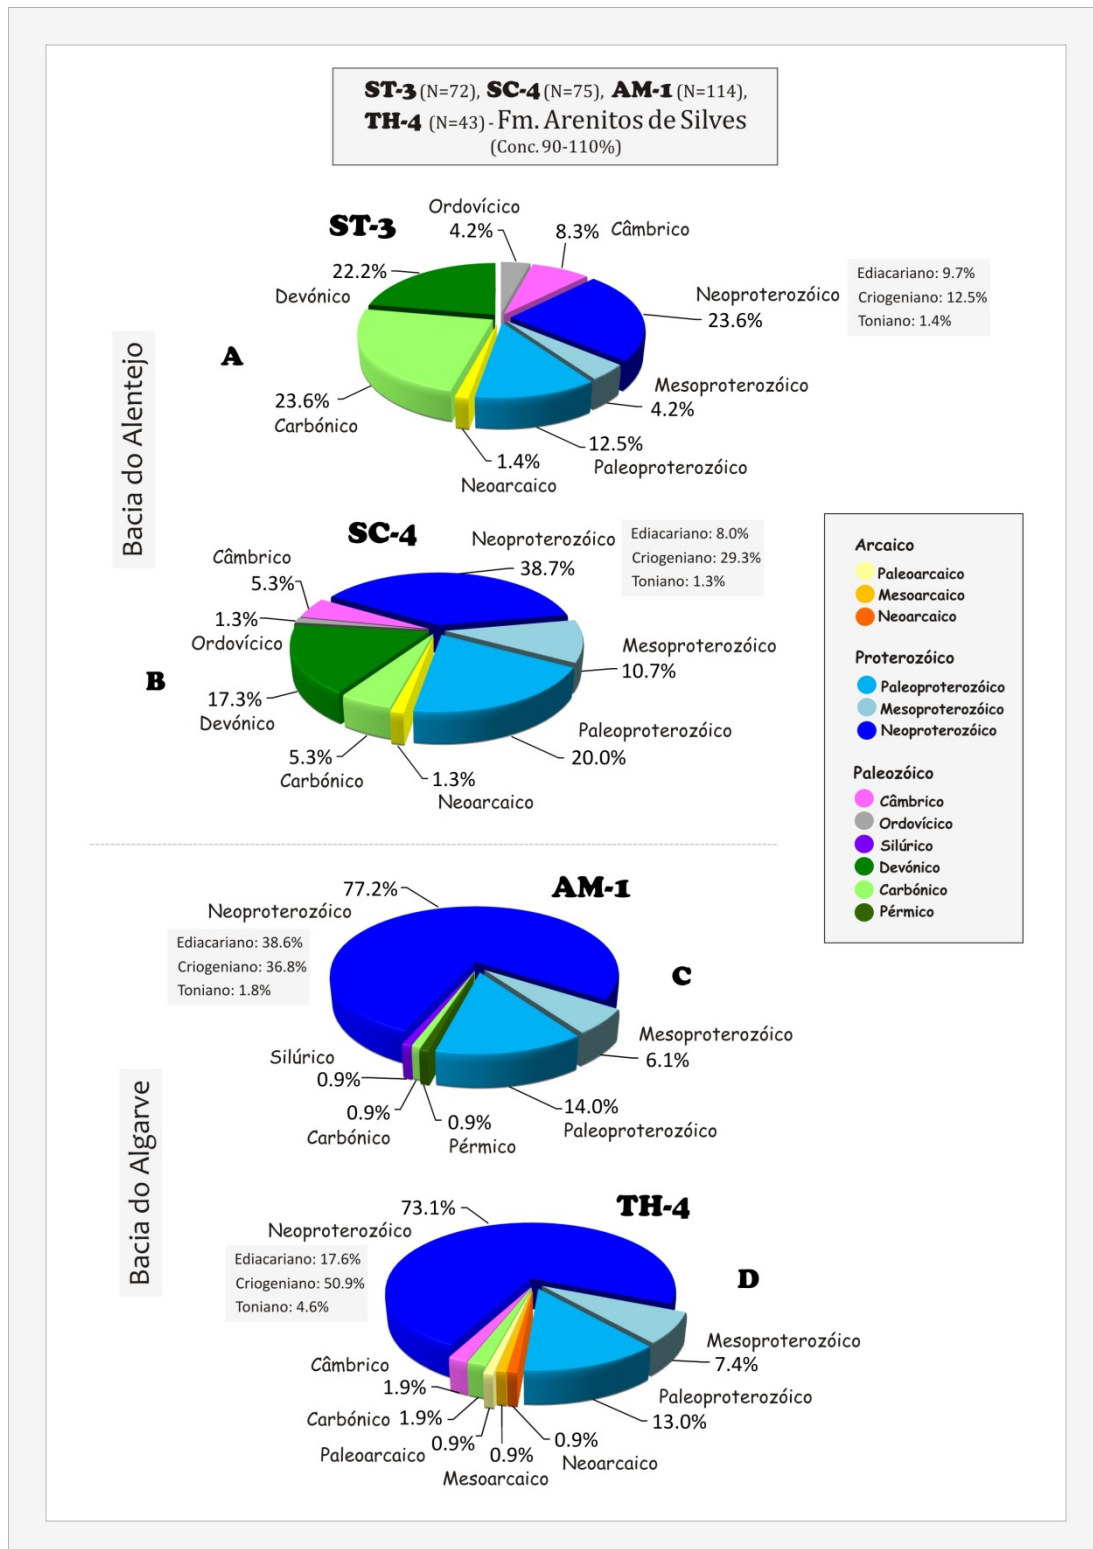 ST-3 (N=72), SC-4 (N=75), AM-1 (N=114),
TH-4 (N=43) - Fm. Arenitos de Silves
(Conc. 90-110%)
Bacia do Alentejo
A
ST-3
Ordovícico
4.2%
8.3% Câmbrico
22.2%
Devónico
Neoproterozóico
23.6%
Ediacariano: 9.7%
Criogeniano: 12.5%
Toniano: 1.4%
Mesoproterozóico
4.2%
23.6%
Carbónico
12.5%
Paleoproterozóico
1.4%
Neoarcaico
B
SC-4
Neoproterozóico
38.7%
Ediacariano: 8.0%
Criogeniano: 29.3%
Toniano: 1.3%
Câmbrico
5.3%
1.3%
Ordovícico
Mesoproterozóico
10.7%
17.3%
Devónico
Paleoproterozóico
20.0%
5.3%
Carbónico
1.3%
Neoarcaico
Arcaico
Paleoarcaico
Mesoarcaico
Neoarcaico
Proterozóico
Paleoproterozóico
Mesoproterozóico
Neoproterozóico
Paleozóico
Câmbrico
Ordovícico
Silúrico
Devónico
Carbónico
Pérmico
Bacia do Algarve
AM-1
C
77.2%
Neoproterozóico
Ediacariano: 38.6%
Criogeniano: 36.8%
Toniano: 1.8%
Mesoproterozóico
6.1%
Silúrico
0.9%
0.9%
Carbónico
0.9%
Pérmico
14.0%
Paleoproterozóico
TH-4
D
73.1%
Neoproterozóico
Ediacariano: 17.6%
Criogeniano: 50.9%
Toniano: 4.6%
Mesoproterozóico
7.4%
Câmbrico
1.9%
Carbónico 1.9%
Paleoarcaico 0.9%
0.9%
Mesoarcaico
0.9%
Neoarcaico
Paleoproterozóico
13.0%